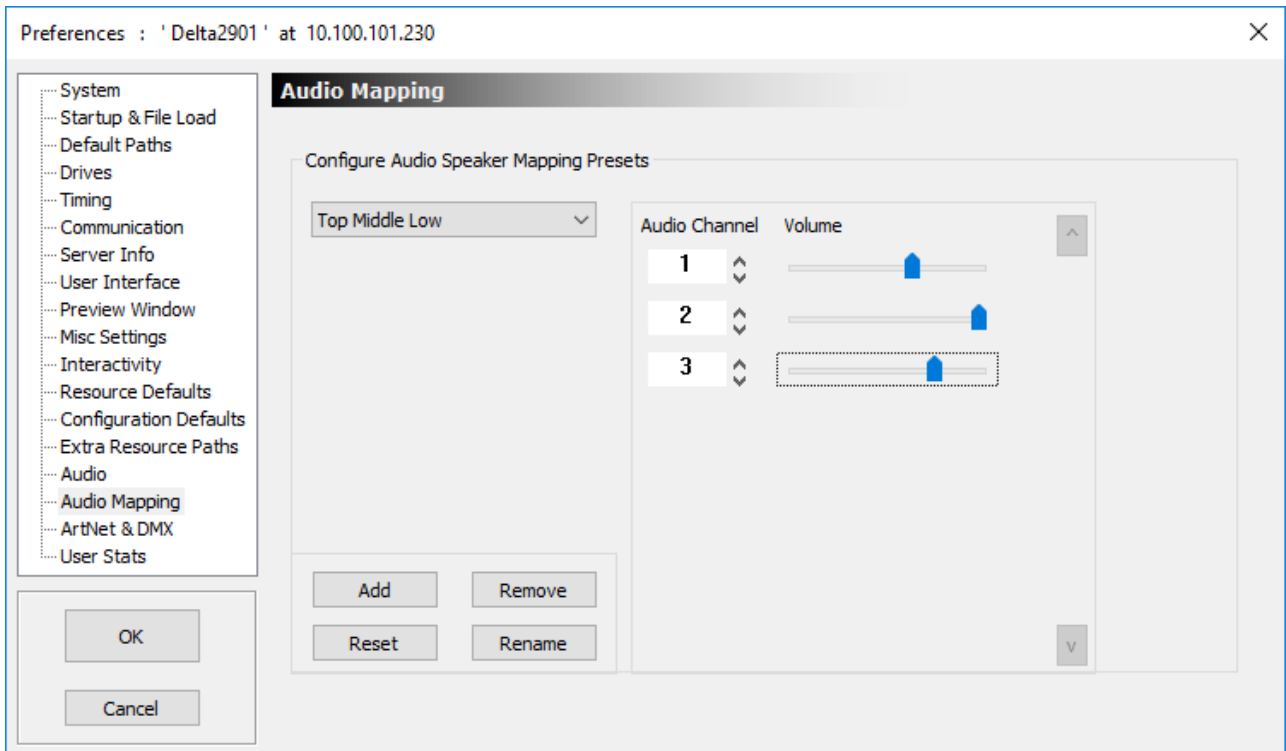 Preferences : 'Delta2901' at 10.100.101.230
System
Startup & File Load
Default Paths
Drives
Timing
Communication
Server Info
User Interface
Preview Window
Misc Settings
Interactivity
Resource Defaults
Configuration Defaults
Extra Resource Paths
Audio
Audio Mapping
ArtNet & DMX
User Stats
OK
Cancel
Audio Mapping
Configure Audio Speaker Mapping Presets
Top Middle Low
Add Remove
Reset Rename
Audio Channel Volume
1
2
3
v